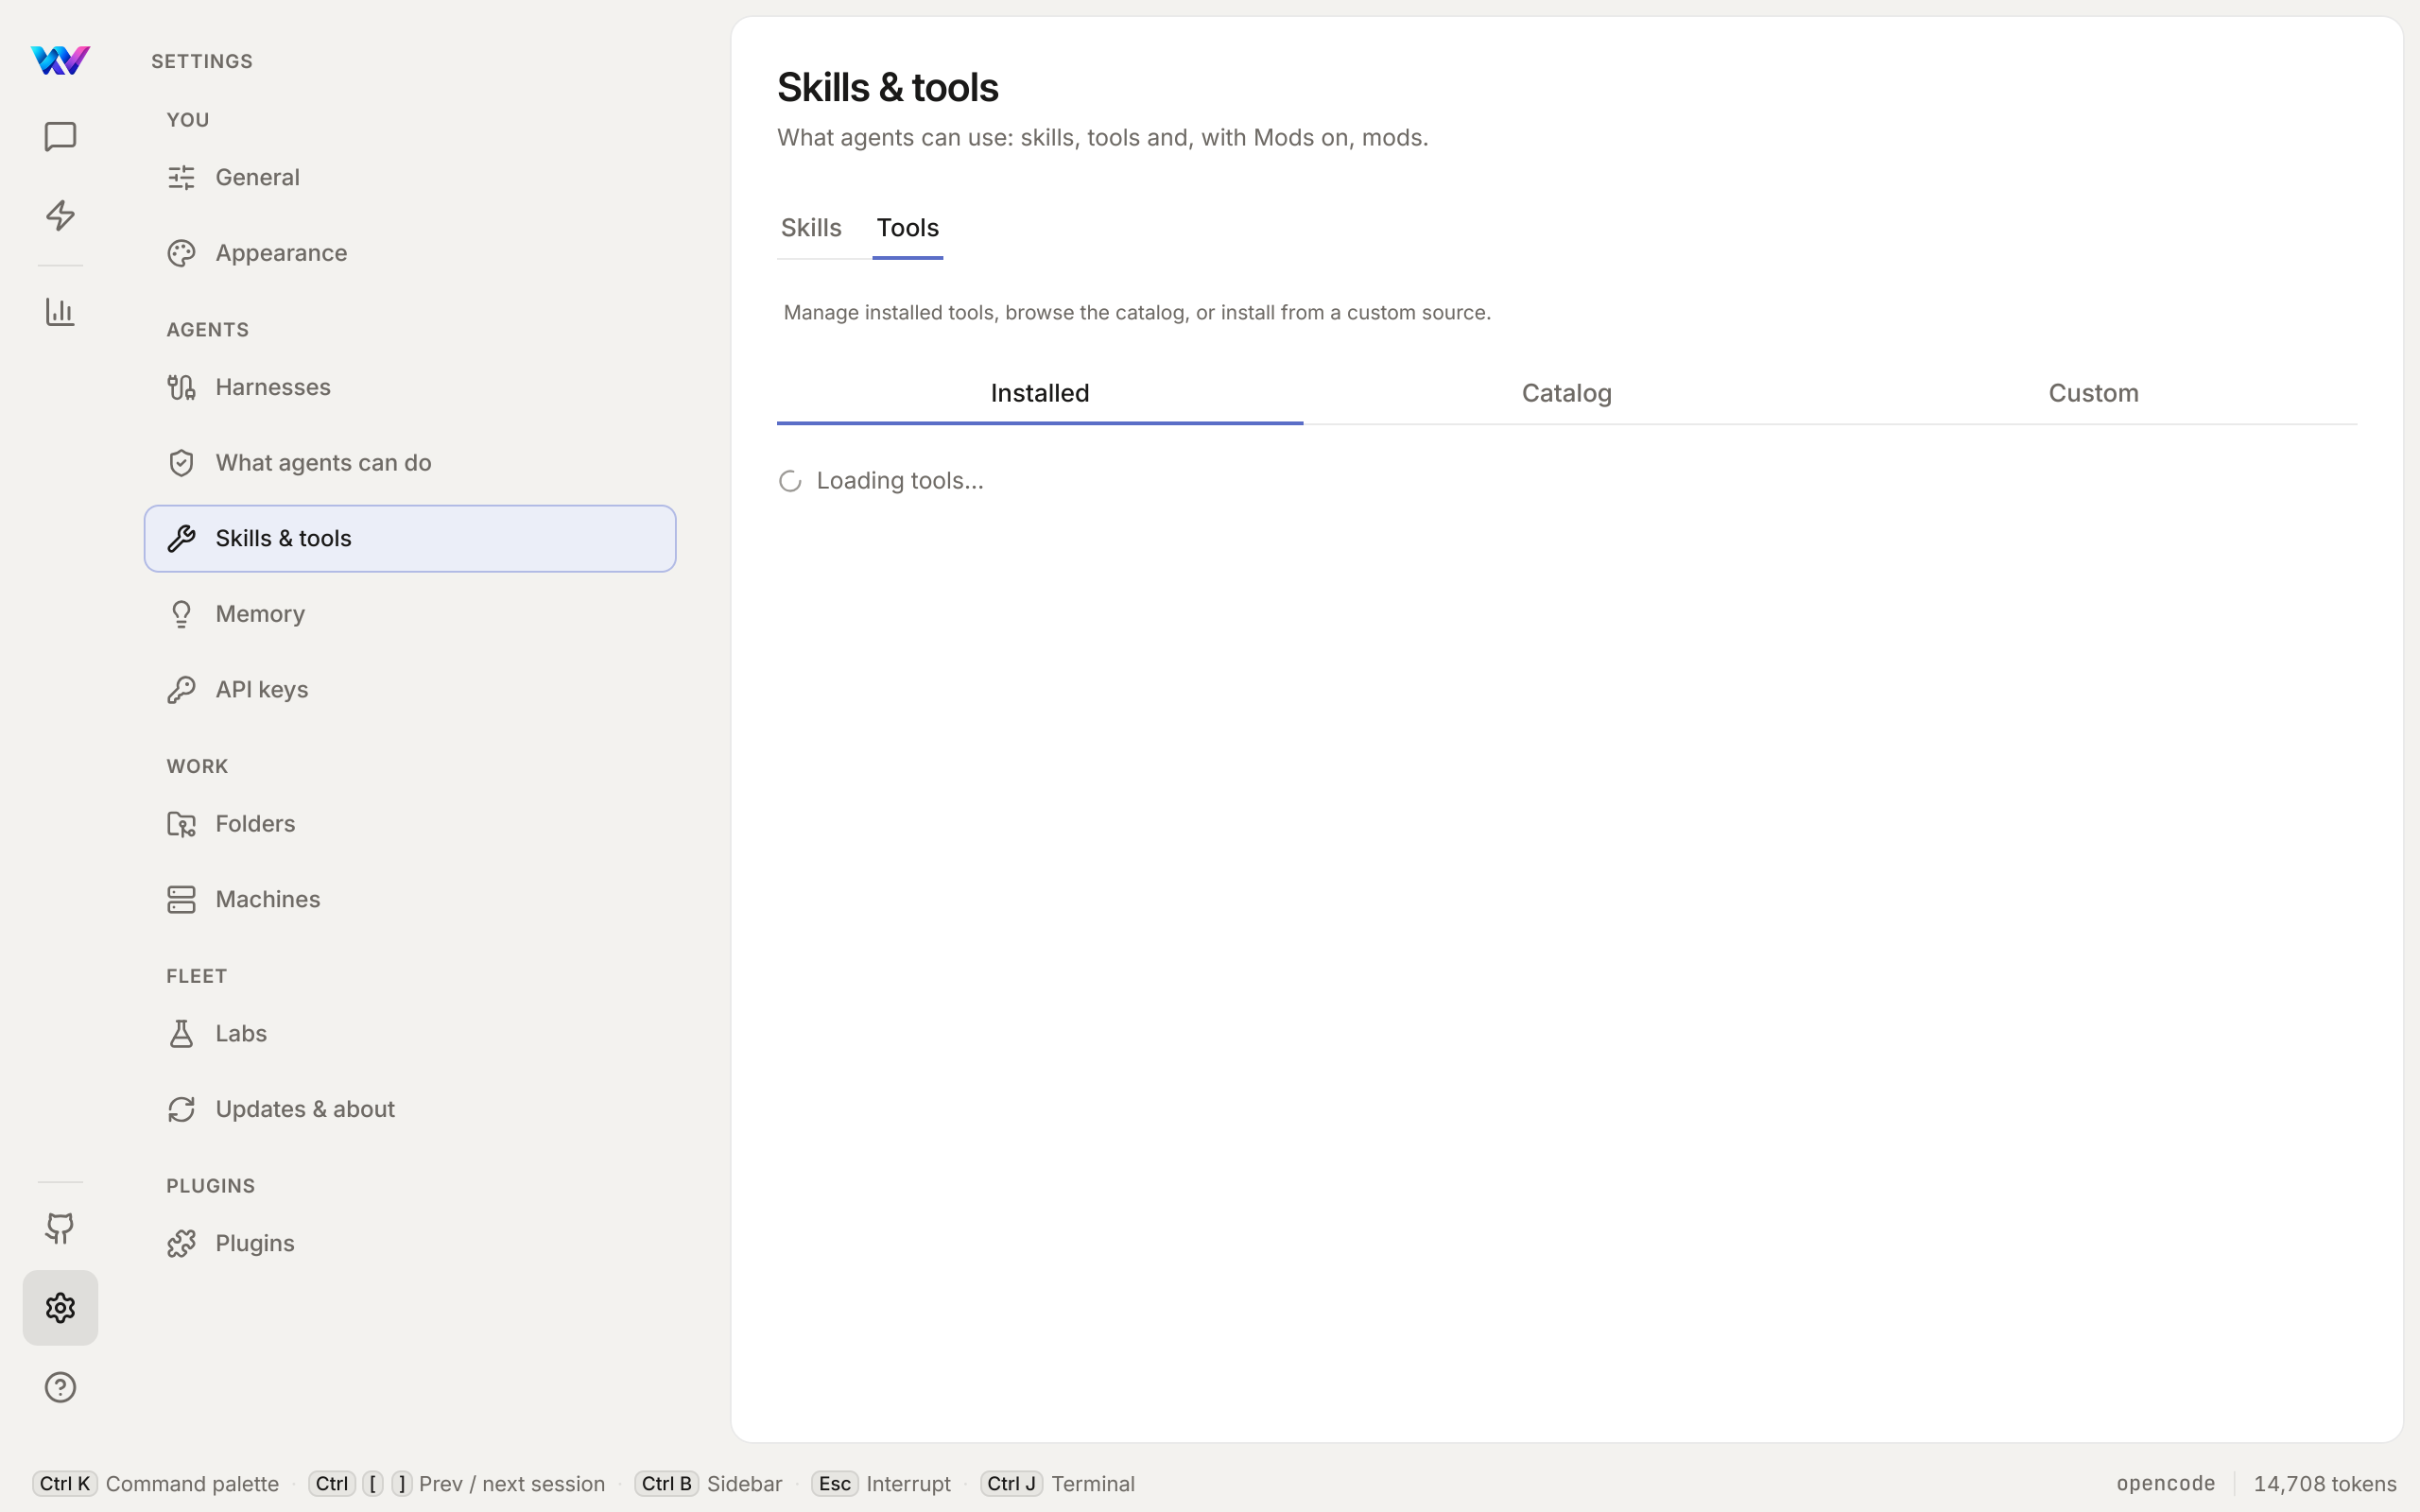 SETTINGS
YOU
General
Appearance
AGENTS
Harnesses
What agents can do
Skills & tools
Memory
API keys
WORK
Folders
Machines
FLEET
Labs
Updates & about
PLUGINS
Plugins
Skills & tools
What agents can use: skills, tools and, with Mods on, mods.
Skills Tools
Manage installed tools, browse the catalog, or install from a custom source.
Installed Catalog Custom
Loading tools...
Ctrl K Command palette · Ctrl [ ] Prev / next session · Ctrl B Sidebar · Esc Interrupt · Ctrl J Terminal opencode 14,708 tokens